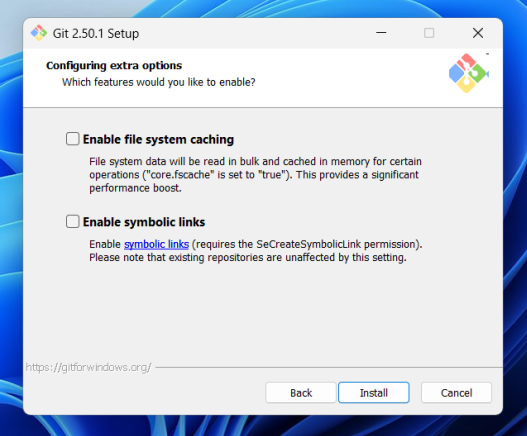 Git 2.50.1 Setup
Configuring extra options
Which features would you like to enable?
Enable file system caching
File system data will be read in bulk and cached in memory for certain
operations ("core.fscache" is set to "true"). This provides a significant
performance boost.
Enable symbolic links
Enable symbolic links (requires the SeCreateSymbolicLink permission).
Please note that existing repositories are unaffected by this setting.
https://gitforwindows.org/
Back
Install
Cancel